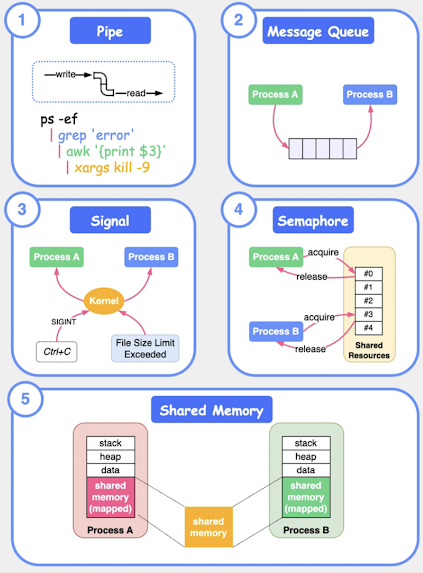 1
Pipe
write
read
ps -ef
| grep 'error'
| awk '{print $3}'
| xargs kill -9
2
Message Queue
Process A
Process B
3
Signal
Process A
Process B
Kernel
SIGINT
Ctrl+C
File Size Limit
Exceeded
4
Semaphore
Process A
acquire
release
Process B
acquire
release
#0
#1
#2
#3
#4
Shared
Resources
5
Shared Memory
stack
heap
data
shared
memory
(mapped)
Process A
shared
memory
stack
heap
data
shared
memory
(mapped)
Process B